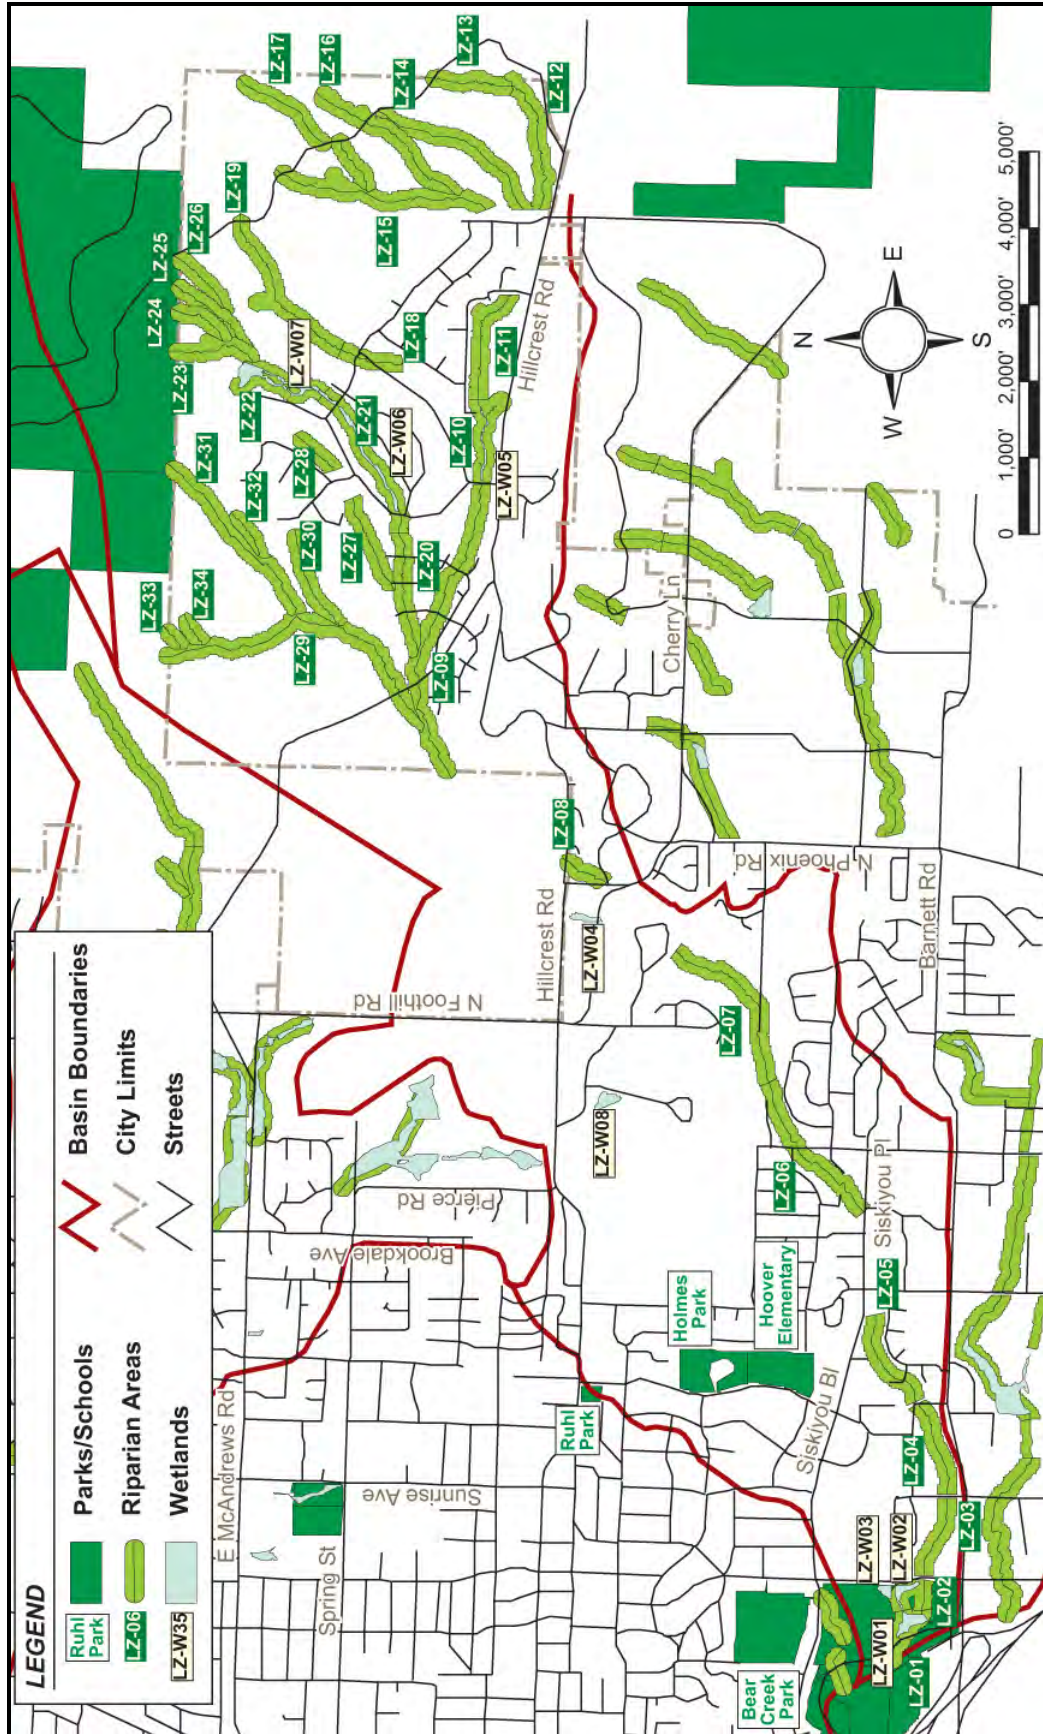 LEGEND
Ruhl
Park
Parks/Schools
LZ-06
Riparian Areas
LZ-W35
Wetlands
Basin Boundaries
City Limits
Streets
E McAndrews Rd
Spring St
Sunrise Ave
Brookdale Ave
Pierce Rd
N Foothill Rd
Hillcrest Rd
Hillcrest Rd
N Phoenix Rd
Cherry Ln
Barnett Rd
Siskiyou Pl
Siskiyou Bl
Ruhl
Park
Holmes
Park
Hoover
Elementary
Bear
Creek
Park
LZ-01
LZ-02
LZ-03
LZ-04
LZ-05
LZ-06
LZ-07
LZ-08
LZ-09
LZ-10
LZ-11
LZ-12
LZ-13
LZ-14
LZ-15
LZ-16
LZ-17
LZ-18
LZ-19
LZ-20
LZ-21
LZ-22
LZ-23
LZ-24
LZ-25
LZ-26
LZ-27
LZ-28
LZ-29
LZ-30
LZ-31
LZ-32
LZ-33
LZ-34
LZ-W01
LZ-W02
LZ-W03
LZ-W04
LZ-W05
LZ-W06
LZ-W07
LZ-W08
N
E
S
W
0 1,000' 2,000' 3,000' 4,000' 5,000'